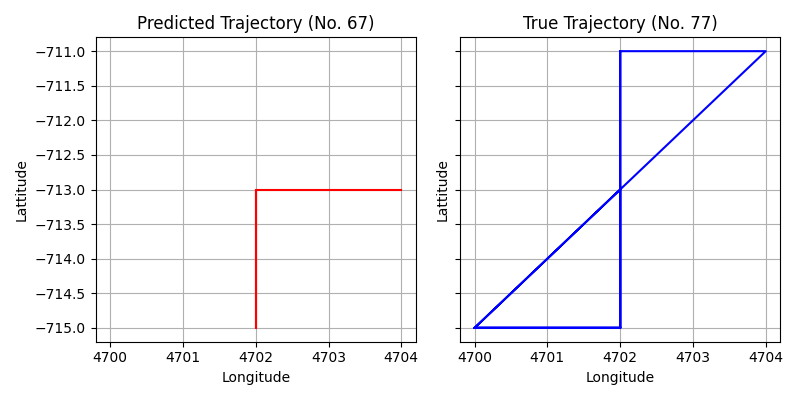 Predicted Trajectory (No. 67)
True Trajectory (No. 77)
−711.0
−711.5
−712.0
−712.5
−713.0
−713.5
−714.0
−714.5
−715.0
Lattitude
Lattitude
4700 4701 4702 4703 4704
4700 4701 4702 4703 4704
Longitude
Longitude